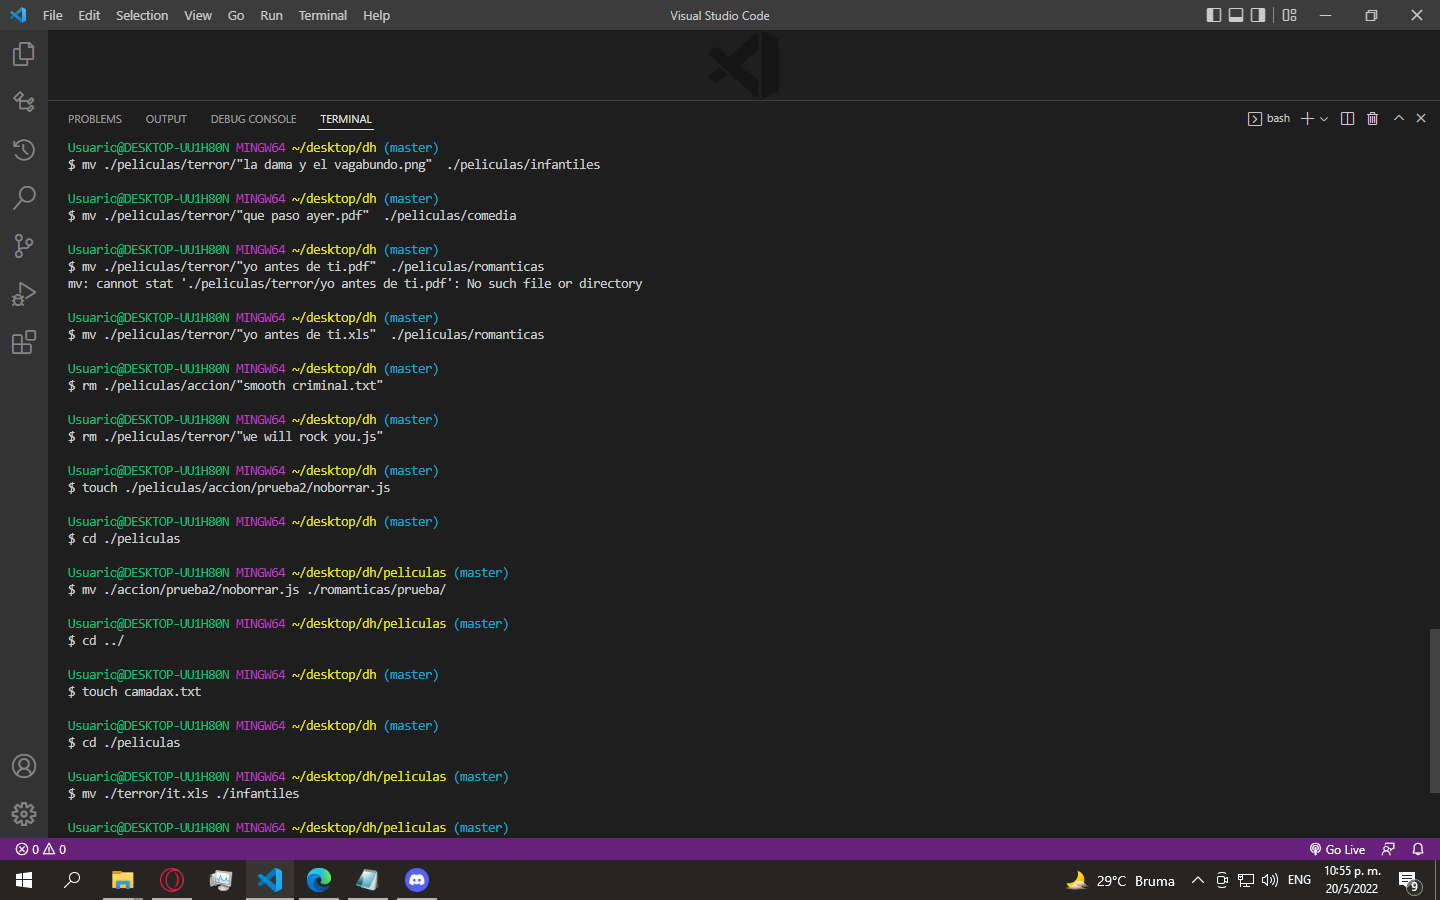 File Edit Selection View Go Run Terminal Help
Visual Studio Code
PROBLEMS OUTPUT DEBUG CONSOLE TERMINAL
bash
Usuario@DESKTOP-UU1H80N MINGW64 ~/desktop/dh (master)
$ mv ./peliculas/terror/"la dama y el vagabundo.png"  ./peliculas/infantiles
Usuario@DESKTOP-UU1H80N MINGW64 ~/desktop/dh (master)
$ mv ./peliculas/terror/"que paso ayer.pdf"  ./peliculas/comedia
Usuario@DESKTOP-UU1H80N MINGW64 ~/desktop/dh (master)
$ mv ./peliculas/terror/"yo antes de ti.pdf"  ./peliculas/romanticas
mv: cannot stat './peliculas/terror/yo antes de ti.pdf': No such file or directory
Usuario@DESKTOP-UU1H80N MINGW64 ~/desktop/dh (master)
$ mv ./peliculas/terror/"yo antes de ti.xls"  ./peliculas/romanticas
Usuario@DESKTOP-UU1H80N MINGW64 ~/desktop/dh (master)
$ rm ./peliculas/accion/"smooth criminal.txt"
Usuario@DESKTOP-UU1H80N MINGW64 ~/desktop/dh (master)
$ rm ./peliculas/terror/"we will rock you.js"
Usuario@DESKTOP-UU1H80N MINGW64 ~/desktop/dh (master)
$ touch ./peliculas/accion/prueba2/noborrar.js
Usuario@DESKTOP-UU1H80N MINGW64 ~/desktop/dh (master)
$ cd ./peliculas
Usuario@DESKTOP-UU1H80N MINGW64 ~/desktop/dh/peliculas (master)
$ mv ./accion/prueba2/noborrar.js ./romanticas/prueba/
Usuario@DESKTOP-UU1H80N MINGW64 ~/desktop/dh/peliculas (master)
$ cd ../
Usuario@DESKTOP-UU1H80N MINGW64 ~/desktop/dh (master)
$ touch camadax.txt
Usuario@DESKTOP-UU1H80N MINGW64 ~/desktop/dh (master)
$ cd ./peliculas
Usuario@DESKTOP-UU1H80N MINGW64 ~/desktop/dh/peliculas (master)
$ mv ./terror/it.xls ./infantiles
Usuario@DESKTOP-UU1H80N MINGW64 ~/desktop/dh/peliculas (master)
0 0
Go Live
29°C Bruma
ENG
10:55 p. m.
20/5/2022
9